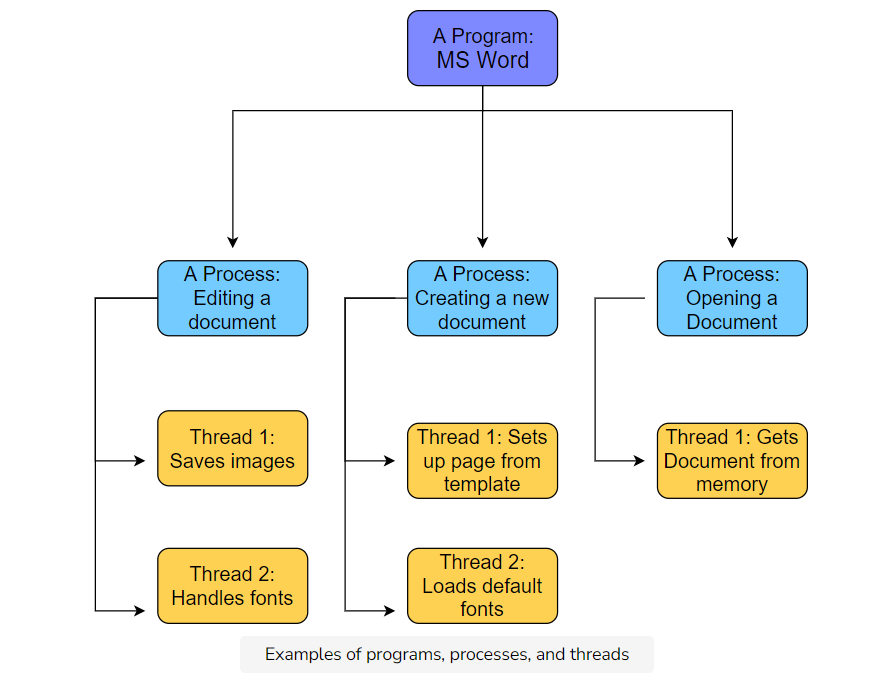 A Program:
MS Word
A Process:
Editing a
document
A Process:
Creating a new
document
A Process:
Opening a
Document
Thread 1:
Saves images
Thread 1: Sets
up page from
template
Thread 1: Gets
Document from
memory
Thread 2:
Handles fonts
Thread 2:
Loads default
fonts
Examples of programs, processes, and threads